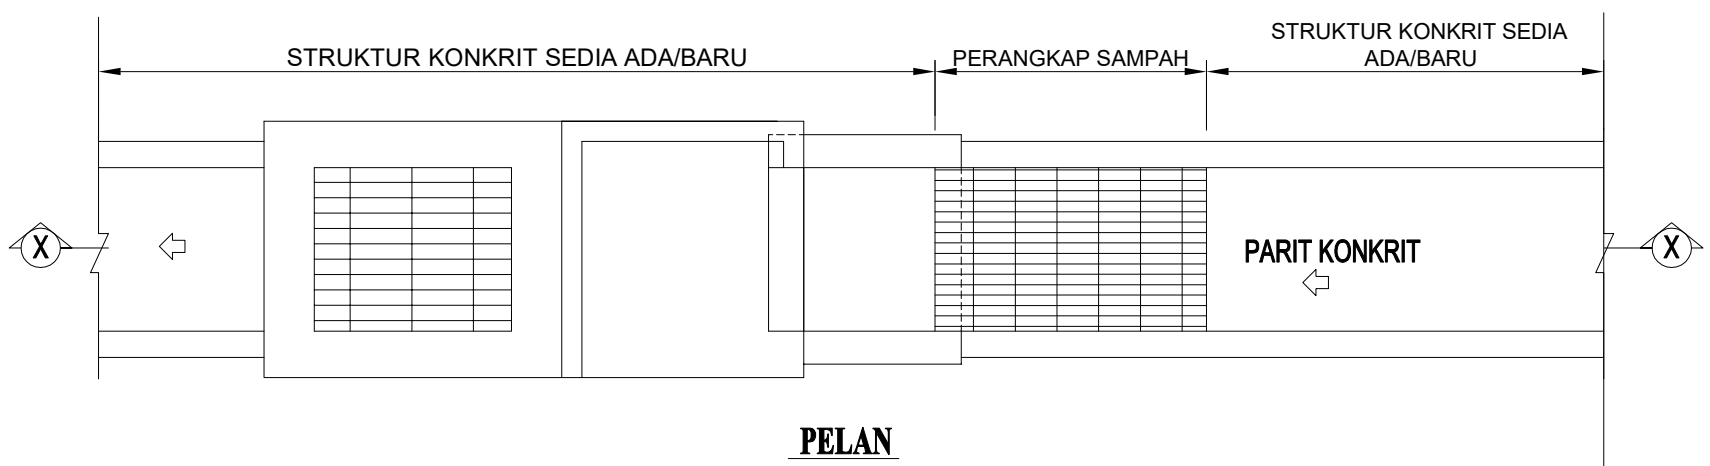 STRUKTUR KONKRIT SEDIA ADA/BARU
PERANGKAP SAMPAH
STRUKTUR KONKRIT SEDIA
ADA/BARU
X
PARIT KONKRIT
X
PELAN